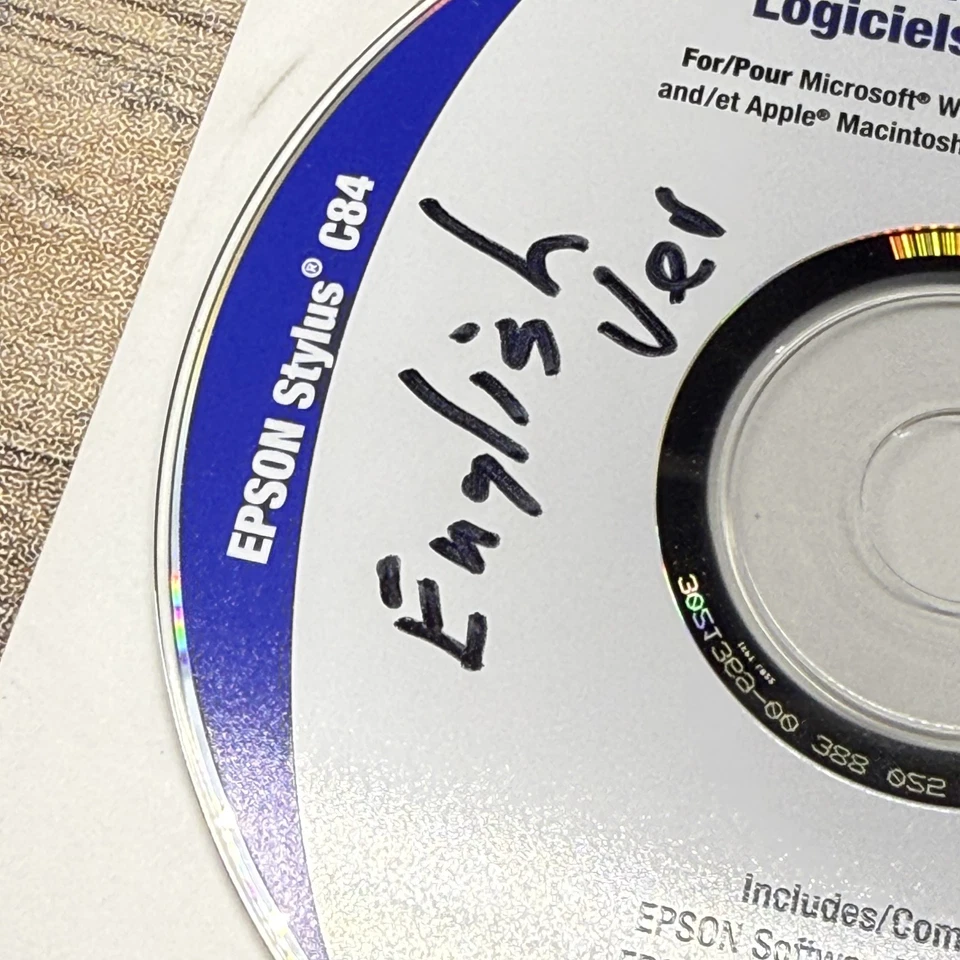 Logiciels
For/Pour Microsoft® W
and/et Apple® Macintosh
EPSON Stylus® C84
English
Ver
Includes/Com
EPSON Softw